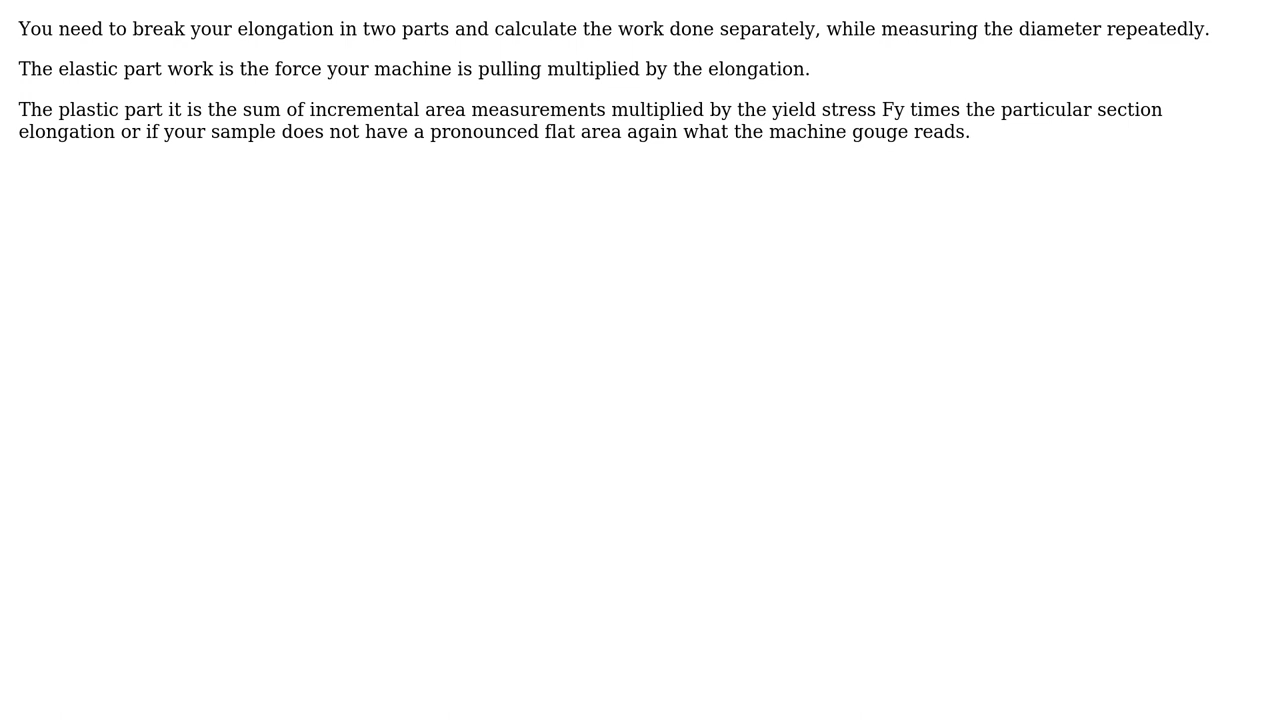 You need to break your elongation in two parts and calculate the work done separately, while measuring the diameter repeatedly.
The elastic part work is the force your machine is pulling multiplied by the elongation.
The plastic part it is the sum of incremental area measurements multiplied by the yield stress Fy times the particular section
elongation or if your sample does not have a pronounced flat area again what the machine gouge reads.